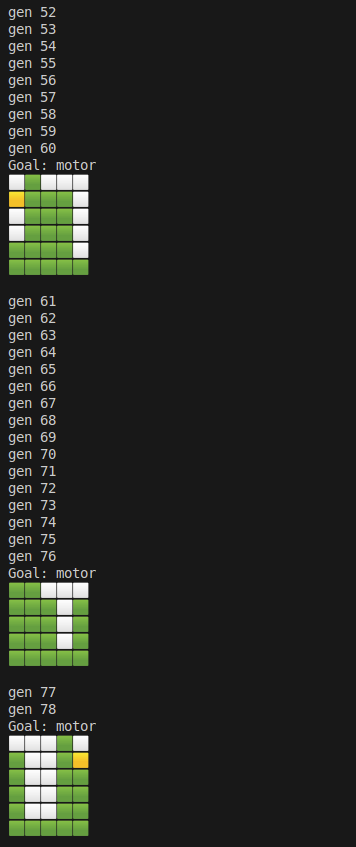 gen 52
gen 53
gen 54
gen 55
gen 56
gen 57
gen 58
gen 59
gen 60
Goal: motor
gen 61
gen 62
gen 63
gen 64
gen 65
gen 66
gen 67
gen 68
gen 69
gen 70
gen 71
gen 72
gen 73
gen 74
gen 75
gen 76
Goal: motor
gen 77
gen 78
Goal: motor